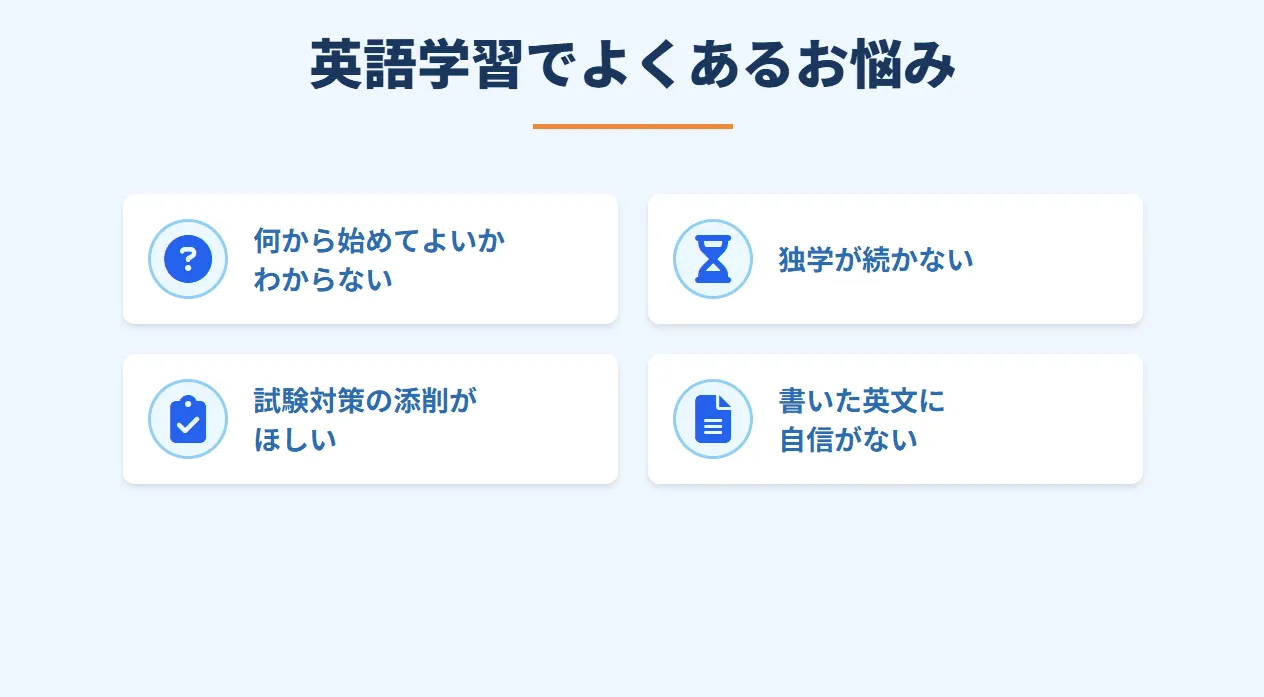 英語学習でよくあるお悩み
何から始めてよいか
わからない
独学が続かない
試験対策の添削が
ほしい
書いた英文に
自信がない